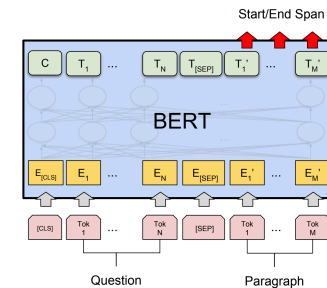 Start/End Span
C T1 ... TN T[SEP] T1' ... TM'
BERT
E[CLS] E1 ... EN E[SEP] E1' ... EM'
[CLS] Tok 1 ... Tok N [SEP] Tok 1 ... Tok M
Question Paragraph